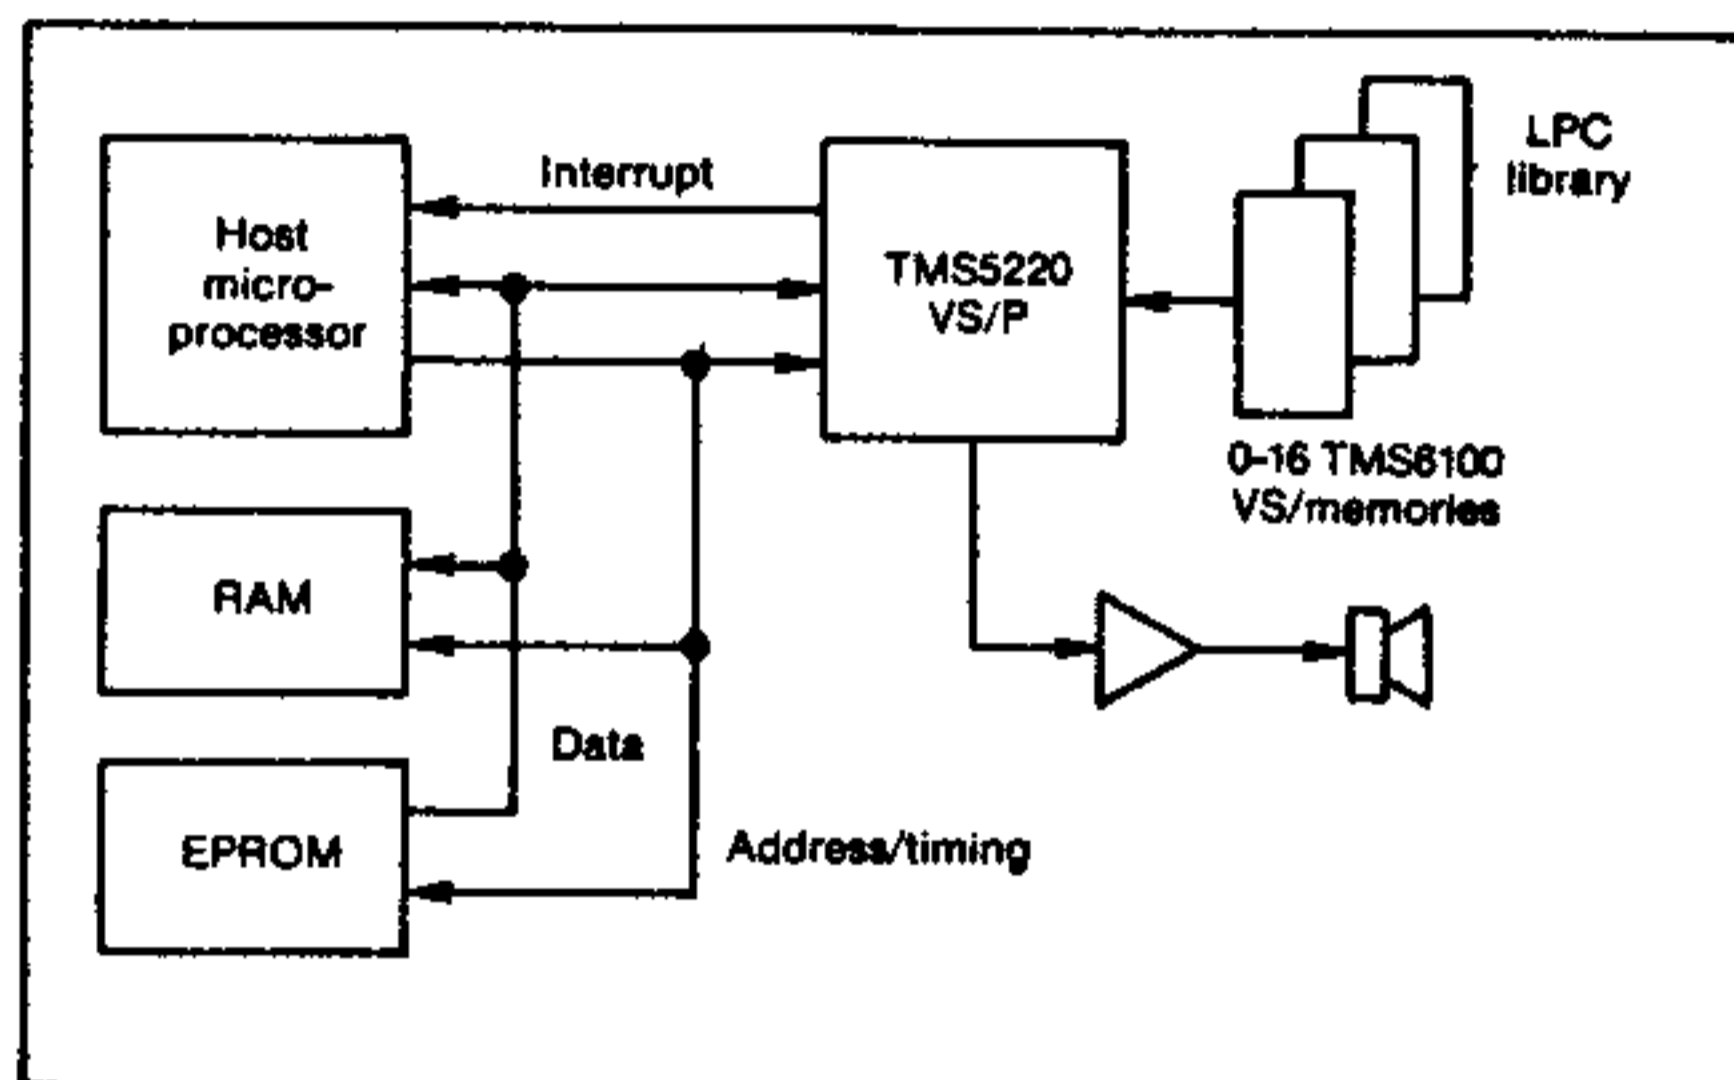 Interrupt
Host
micro-
processor
TMS5220
VS/P
LPC
library
0-16 TMS6100
VS/memories
RAM
Data
EPROM
Address/timing